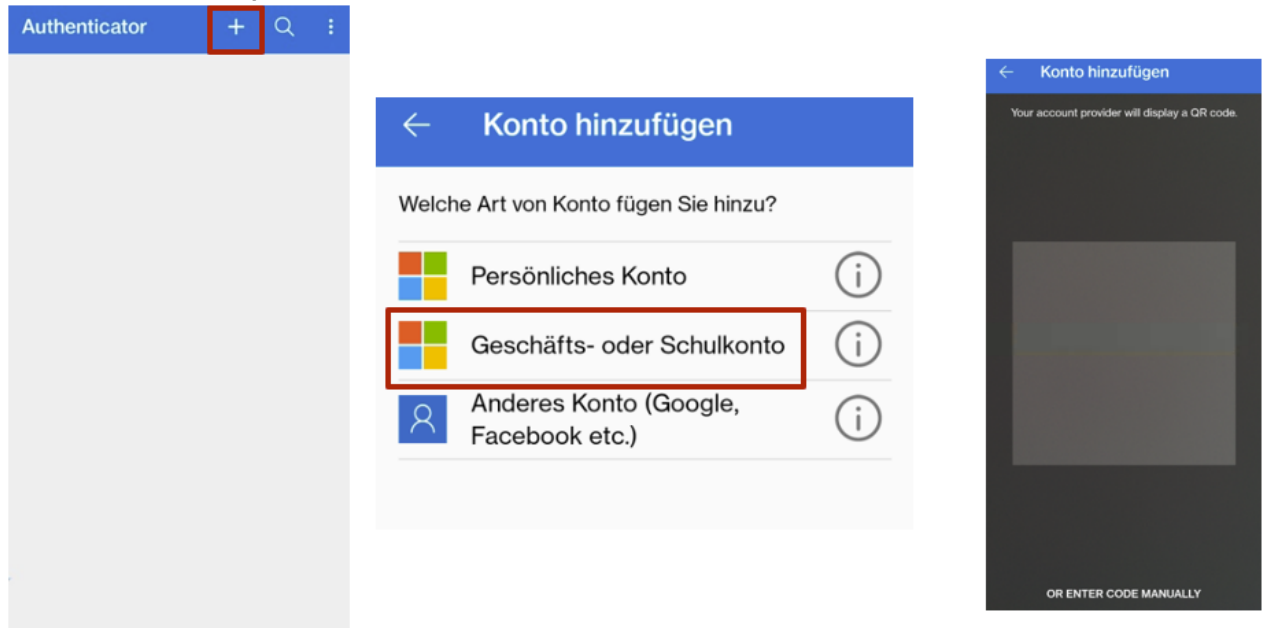 Authenticator
Konto hinzufügen
Welche Art von Konto fügen Sie hinzu?
Persönliches Konto
Geschäfts- oder Schulkonto
Anderes Konto (Google,
Facebook etc.)
Konto hinzufügen
Your account provider will display a QR code.
OR ENTER CODE MANUALLY